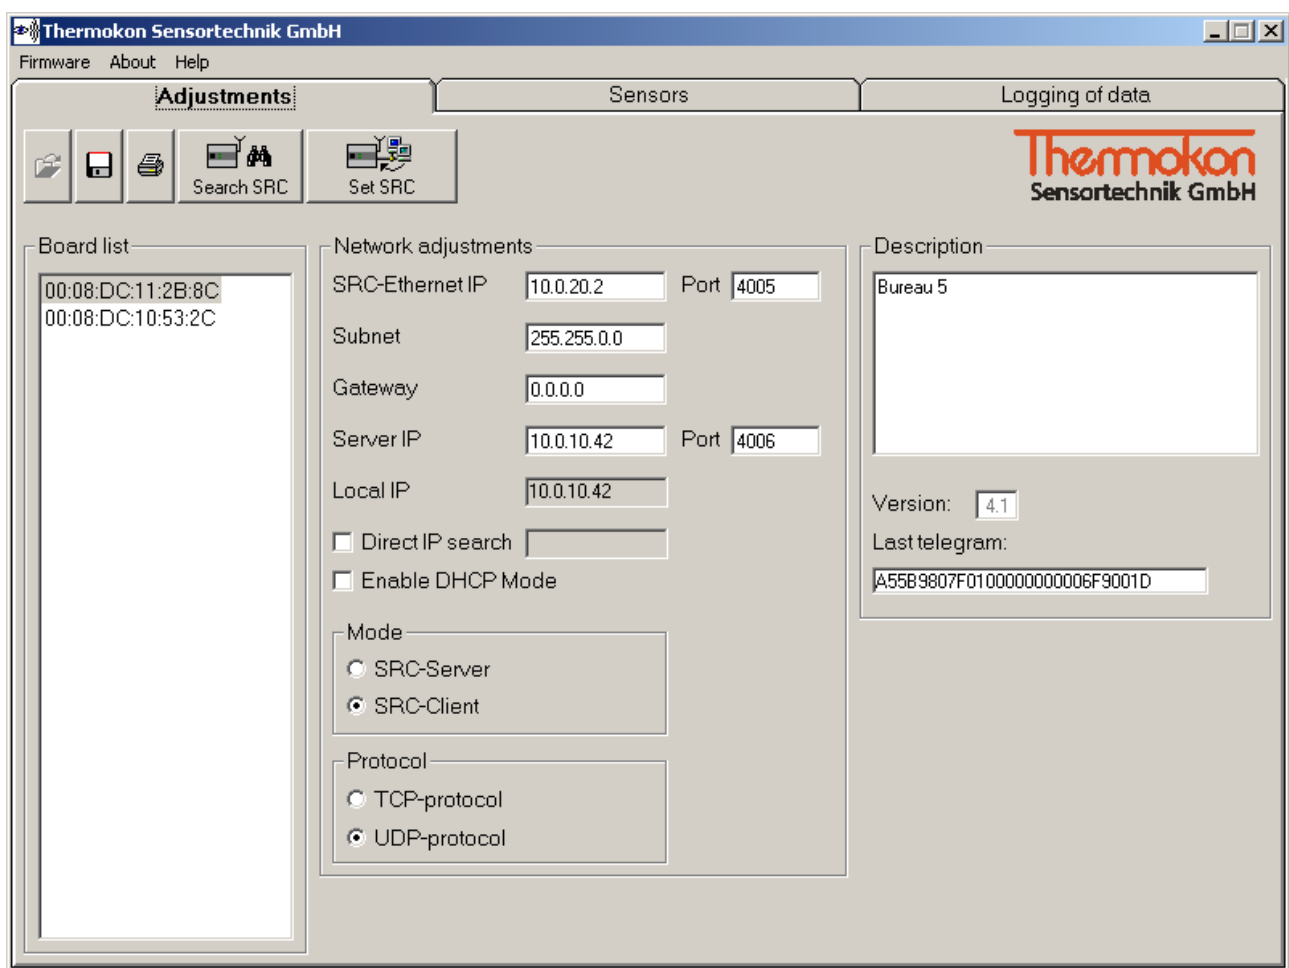 Thermokon Sensortechnik GmbH
Firmware About Help
Adjustments Sensors Logging of data
Search SRC Set SRC
Thermokon
Sensortechnik GmbH
Board list
00:08:DC:11:2B:8C
00:08:DC:10:53:2C
Network adjustments
SRC-Ethernet IP 10.0.20.2 Port 4005
Subnet 255.255.0.0
Gateway 0.0.0.0
Server IP 10.0.10.42 Port 4006
Local IP 10.0.10.42
Direct IP search
Enable DHCP Mode
Mode
SRC-Server
SRC-Client
Protocol
TCP-protocol
UDP-protocol
Description
Bureau 5
Version: 4.1
Last telegram:
A55B9807F0100000000006F9001D